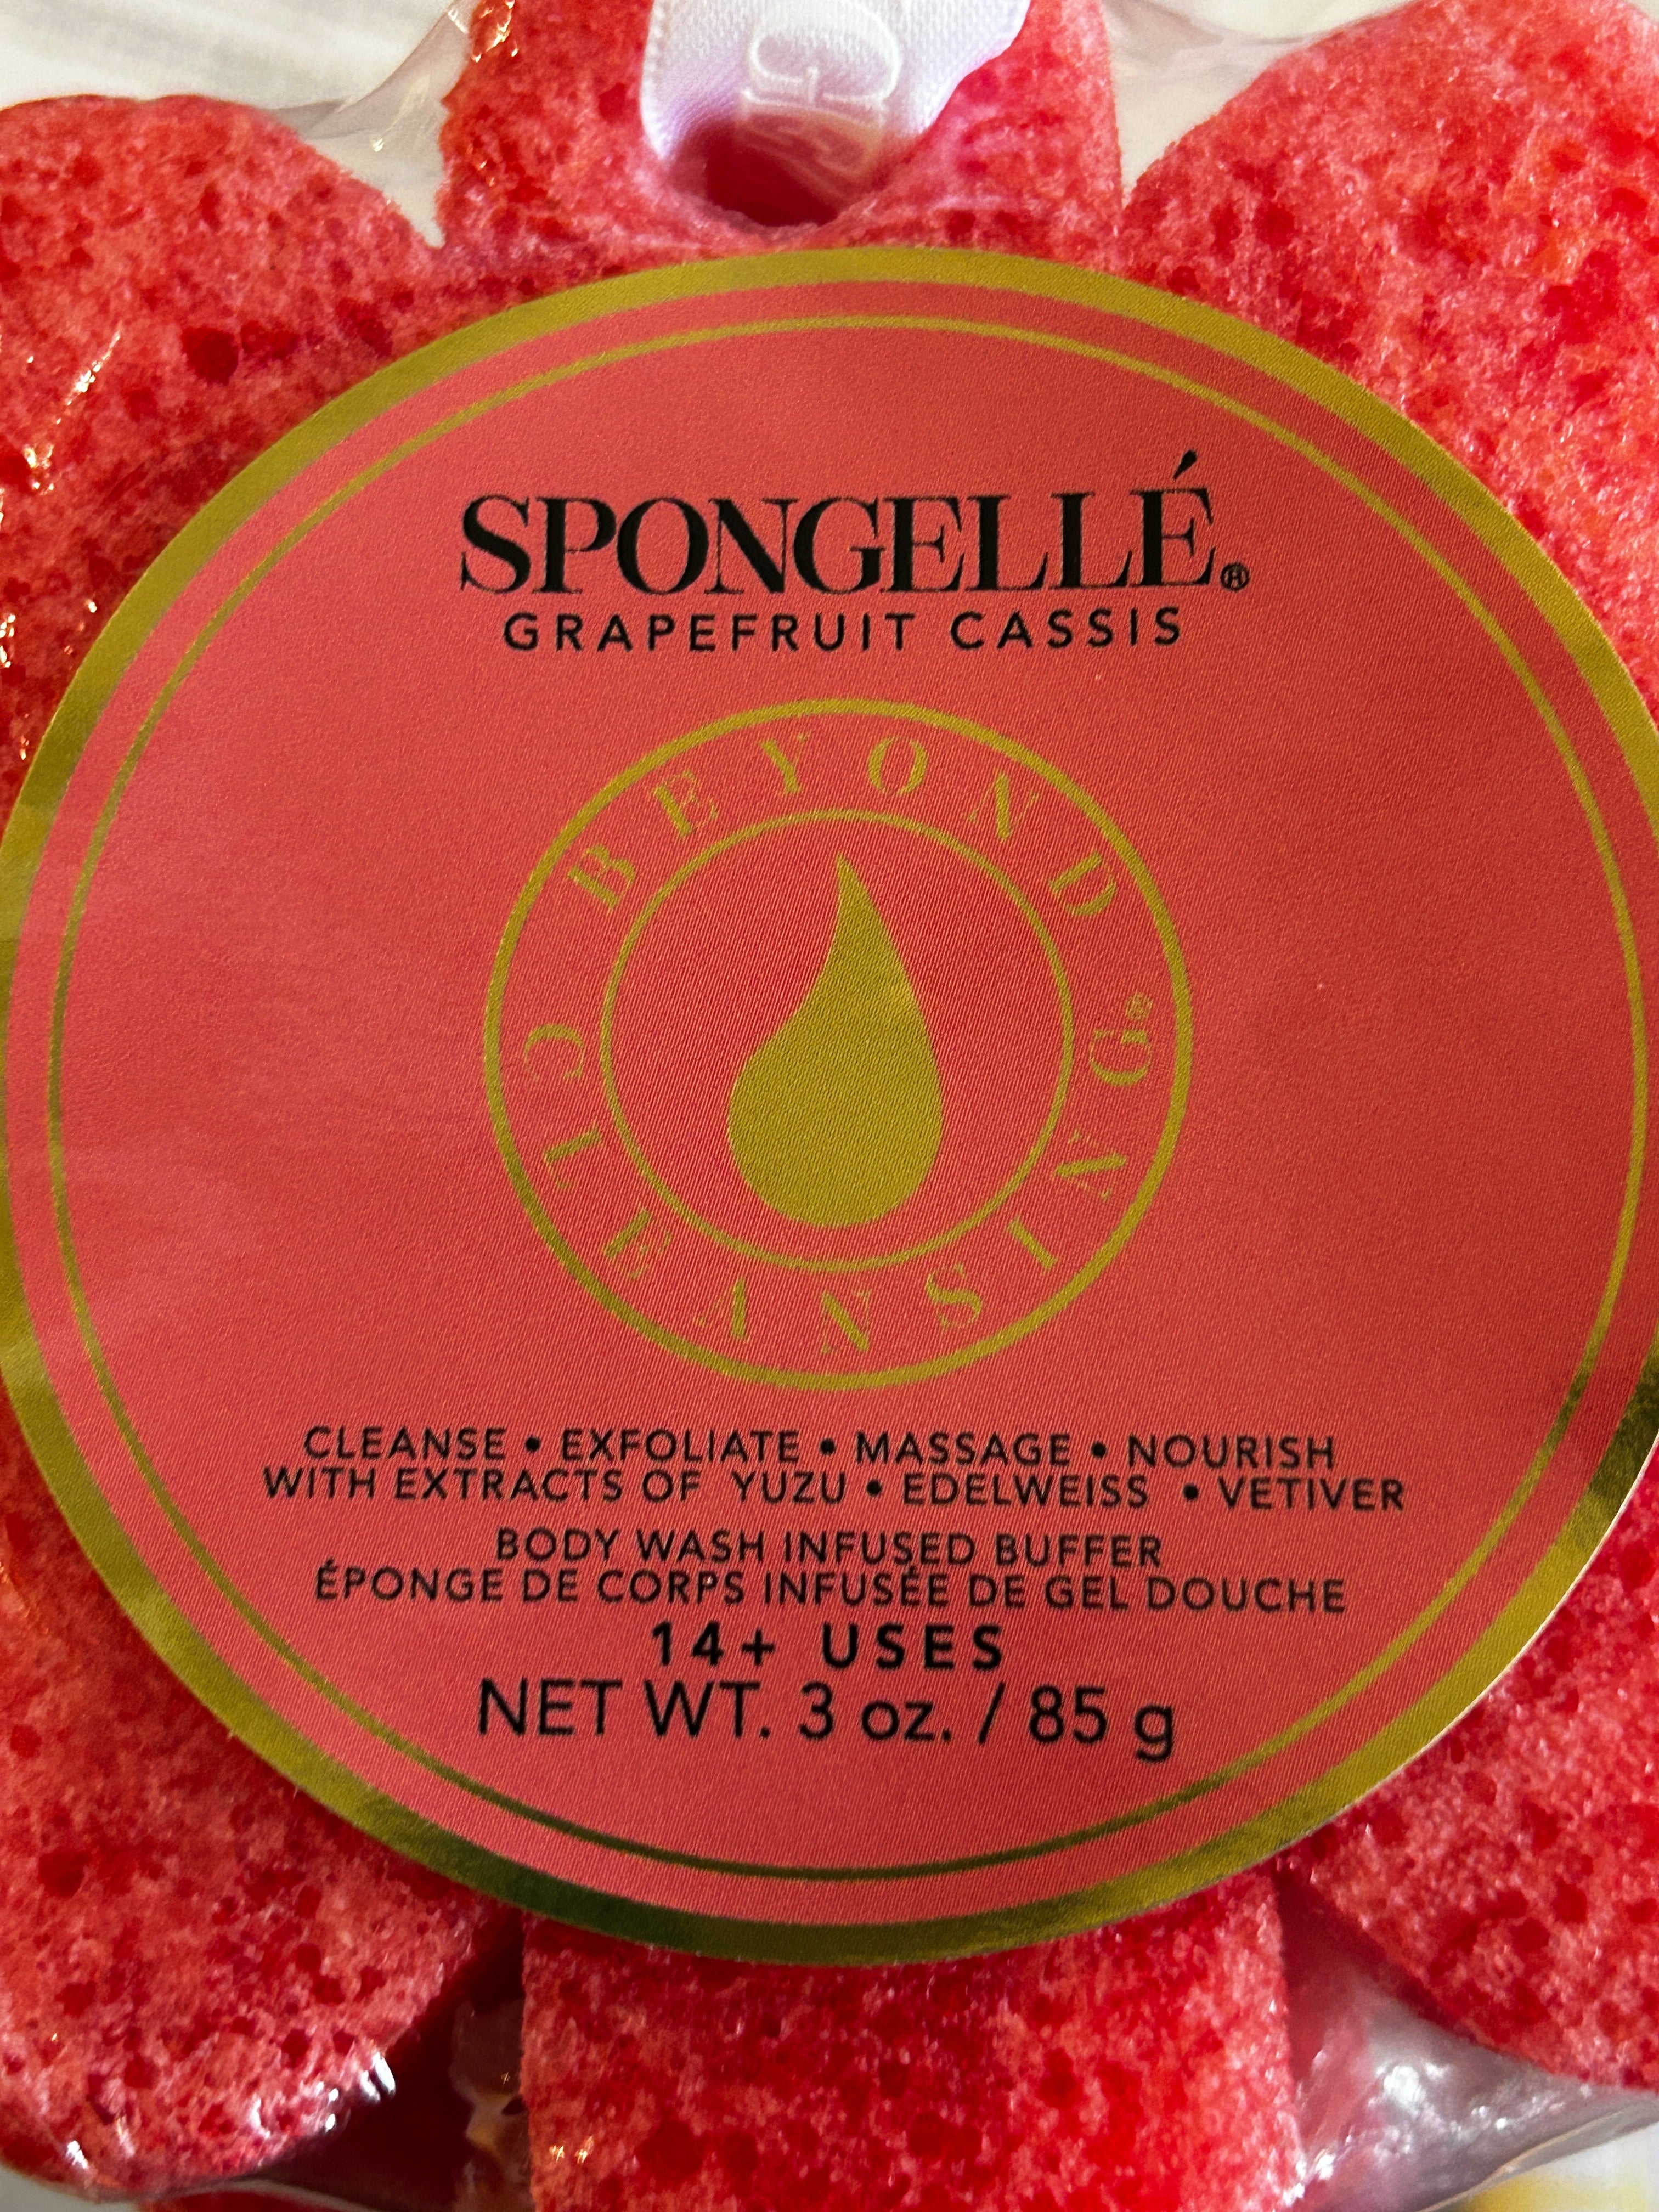 SPONGELLÉ®
GRAPEFRUIT CASSIS
BEYOND
CLEANSING®
CLEANSE • EXFOLIATE • MASSAGE • NOURISH
WITH EXTRACTS OF YUZU • EDELWEISS • VETIVER
BODY WASH INFUSED BUFFER
ÉPONGE DE CORPS INFUSÉE DE GEL DOUCHE
14+ USES
NET WT. 3 oz. / 85 g